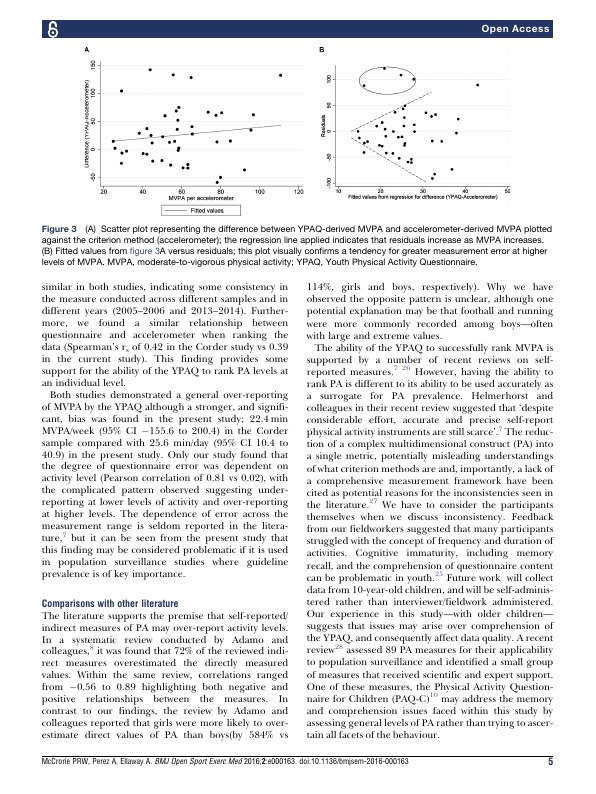 Open Access
A
Difference (YPAQ-Accelerometer)
150
100
50
0
-50
20
40
60
80
100
120
MVPA per accelerometer
Fitted values
B
Residuals
100
50
0
-50
-100
10
20
30
40
50
Fitted values from regression for difference (YPAQ-Accelerometer)
Figure 3 (A) Scatter plot representing the difference between YPAQ-derived MVPA and accelerometer-derived MVPA plotted
against the criterion method (accelerometer); the regression line applied indicates that residuals increase as MVPA increases.
(B) Fitted values from figure 3A versus residuals; this plot visually confirms a tendency for greater measurement error at higher
levels of MVPA. MVPA, moderate-to-vigorous physical activity; YPAQ, Youth Physical Activity Questionnaire.
similar in both studies, indicating some consistency in
the measure conducted across different samples and in
different years (2005–2006 and 2013–2014). Further-
more, we found a similar relationship between
questionnaire and accelerometer when ranking the
data (Spearman's rs of 0.42 in the Corder study vs 0.39
in the current study). This finding provides some
support for the ability of the YPAQ to rank PA levels at
an individual level.
Both studies demonstrated a general over-reporting
of MVPA by the YPAQ although a stronger, and signifi-
cant, bias was found in the present study; 22.4 min
MVPA/week (95% CI −155.6 to 200.4) in the Corder
sample compared with 25.6 min/day (95% CI 10.4 to
40.9) in the present study. Only our study found that
the degree of questionnaire error was dependent on
activity level (Pearson correlation of 0.81 vs 0.02), with
the complicated pattern observed suggesting under-
reporting at lower levels of activity and over-reporting
at higher levels. The dependence of error across the
measurement range is seldom reported in the litera-
ture,7 but it can be seen from the present study that
this finding may be considered problematic if it is used
in population surveillance studies where guideline
prevalence is of key importance.
Comparisons with other literature
The literature supports the premise that self-reported/
indirect measures of PA may over-report activity levels.
In a systematic review conducted by Adamo and
colleagues,8 it was found that 72% of the reviewed indi-
rect measures overestimated the directly measured
values. Within the same review, correlations ranged
from −0.56 to 0.89 highlighting both negative and
positive relationships between the measures. In
contrast to our findings, the review by Adamo and
colleagues reported that girls were more likely to over-
estimate direct values of PA than boys(by 584% vs
114%, girls and boys, respectively). Why we have
observed the opposite pattern is unclear, although one
potential explanation may be that football and running
were more commonly recorded among boys—often
with large and extreme values.
The ability of the YPAQ to successfully rank MVPA is
supported by a number of recent reviews on self-
reported measures.7 26 However, having the ability to
rank PA is different to its ability to be used accurately as
a surrogate for PA prevalence. Helmerhorst and
colleagues in their recent review suggested that 'despite
considerable effort, accurate and precise self-report
physical activity instruments are still scarce'.7 The reduc-
tion of a complex multidimensional construct (PA) into
a single metric, potentially misleading understandings
of what criterion methods are and, importantly, a lack of
a comprehensive measurement framework have been
cited as potential reasons for the inconsistencies seen in
the literature.27 We have to consider the participants
themselves when we discuss inconsistency. Feedback
from our fieldworkers suggested that many participants
struggled with the concept of frequency and duration of
activities. Cognitive immaturity, including memory
recall, and the comprehension of questionnaire content
can be problematic in youth.25 Future work will collect
data from 10-year-old children, and will be self-adminis-
tered rather than interviewer/fieldwork administered.
Our experience in this study—with older children—
suggests that issues may arise over comprehension of
the YPAQ, and consequently affect data quality. A recent
review28 assessed 89 PA measures for their applicability
to population surveillance and identified a small group
of measures that received scientific and expert support.
One of these measures, the Physical Activity Question-
naire for Children (PAQ-C)10 may address the memory
and comprehension issues faced within this study by
assessing general levels of PA rather than trying to ascer-
tain all facets of the behaviour.
McCrorie PRW, Perez A, Ellaway A. BMJ Open Sport Exerc Med 2016;2:e000163. doi:10.1136/bmjsem-2016-000163
5